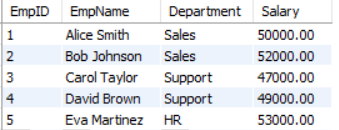 EmpID EmpName Department Salary
1 Alice Smith Sales 50000.00
2 Bob Johnson Sales 52000.00
3 Carol Taylor Support 47000.00
4 David Brown Support 49000.00
5 Eva Martinez HR 53000.00